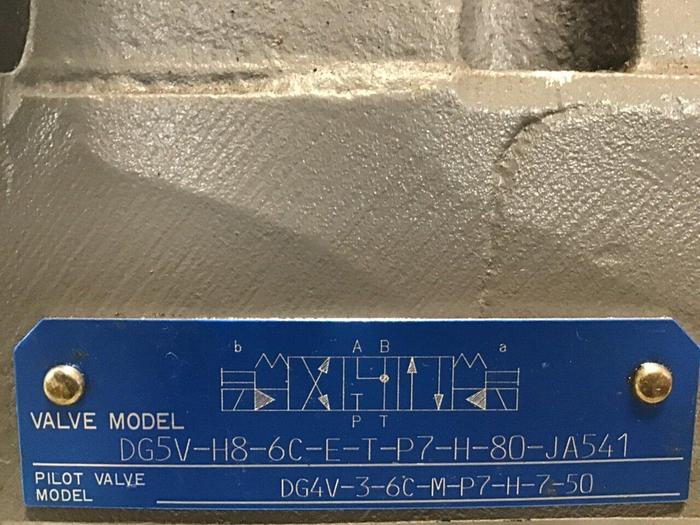 b A B a
T
P T
VALVE MODEL
DG5V-H8-6C-E-T-P7-H-80-JA541
PILOT VALVE
MODEL
DG4V-3-6C-M-P7-H-7-50